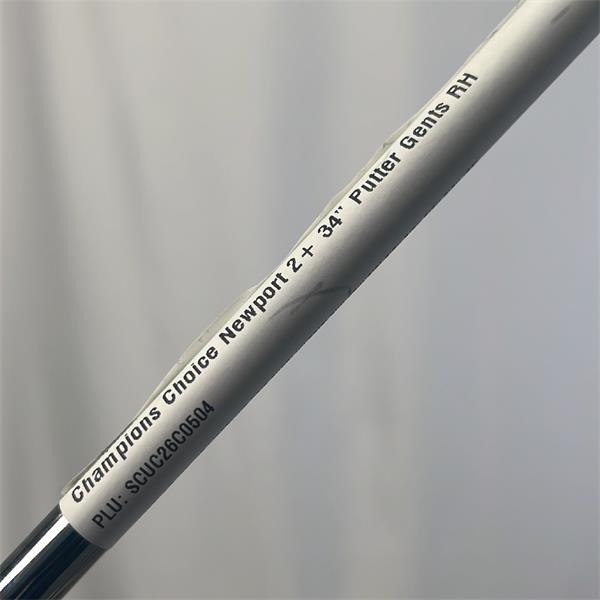 Champions Choice Newport 2+ 34" Putter Gents RH
PLU: SCUC26C0504